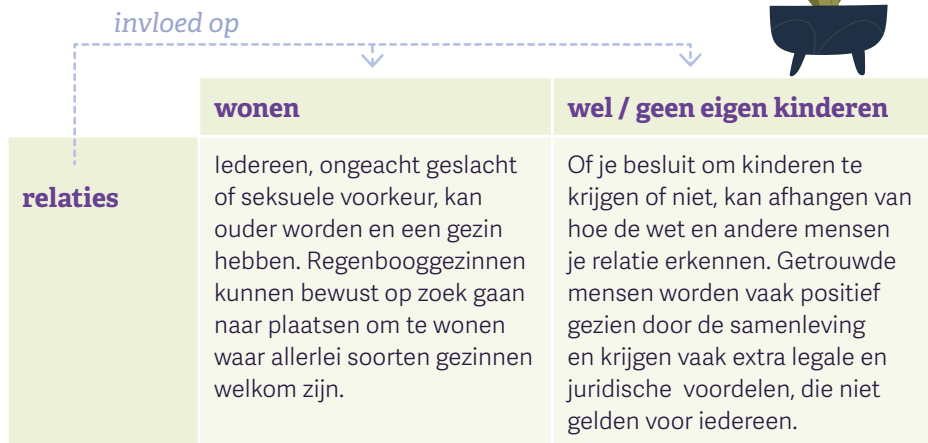 invloed op
wonen
wel / geen eigen kinderen
relaties
Iedereen, ongeacht geslacht
of seksuele voorkeur, kan
ouder worden en een gezin
hebben. Regenbooggezinnen
kunnen bewust op zoek gaan
naar plaatsen om te wonen
waar allerlei soorten gezinnen
welkom zijn.
Of je besluit om kinderen te
krijgen of niet, kan afhangen van
hoe de wet en andere mensen
je relatie erkennen. Getrouwde
mensen worden vaak positief
gezien door de samenleving
en krijgen vaak extra legale en
juridische  voordelen, die niet
gelden voor iedereen.